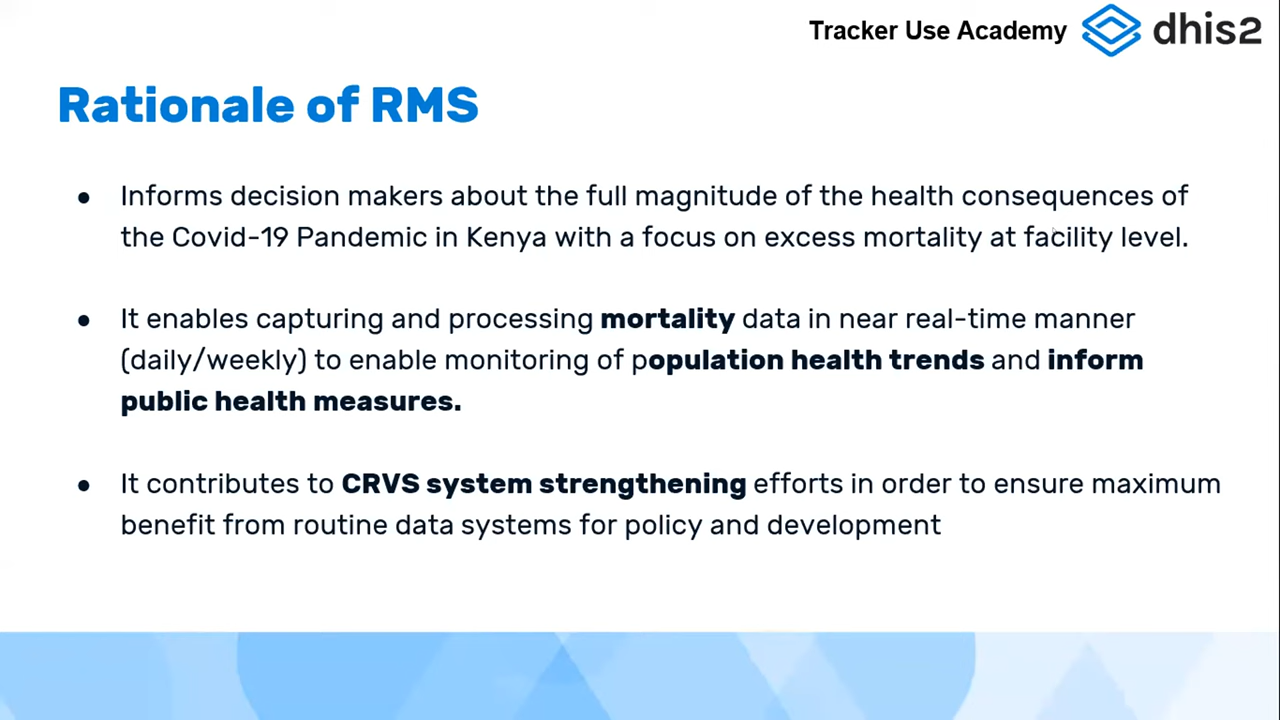 Tracker Use Academy dhis2
Rationale of RMS
● Informs decision makers about the full magnitude of the health consequences of
the Covid-19 Pandemic in Kenya with a focus on excess mortality at facility level.
● It enables capturing and processing mortality data in near real-time manner
(daily/weekly) to enable monitoring of population health trends and inform
public health measures.
● It contributes to CRVS system strengthening efforts in order to ensure maximum
benefit from routine data systems for policy and development